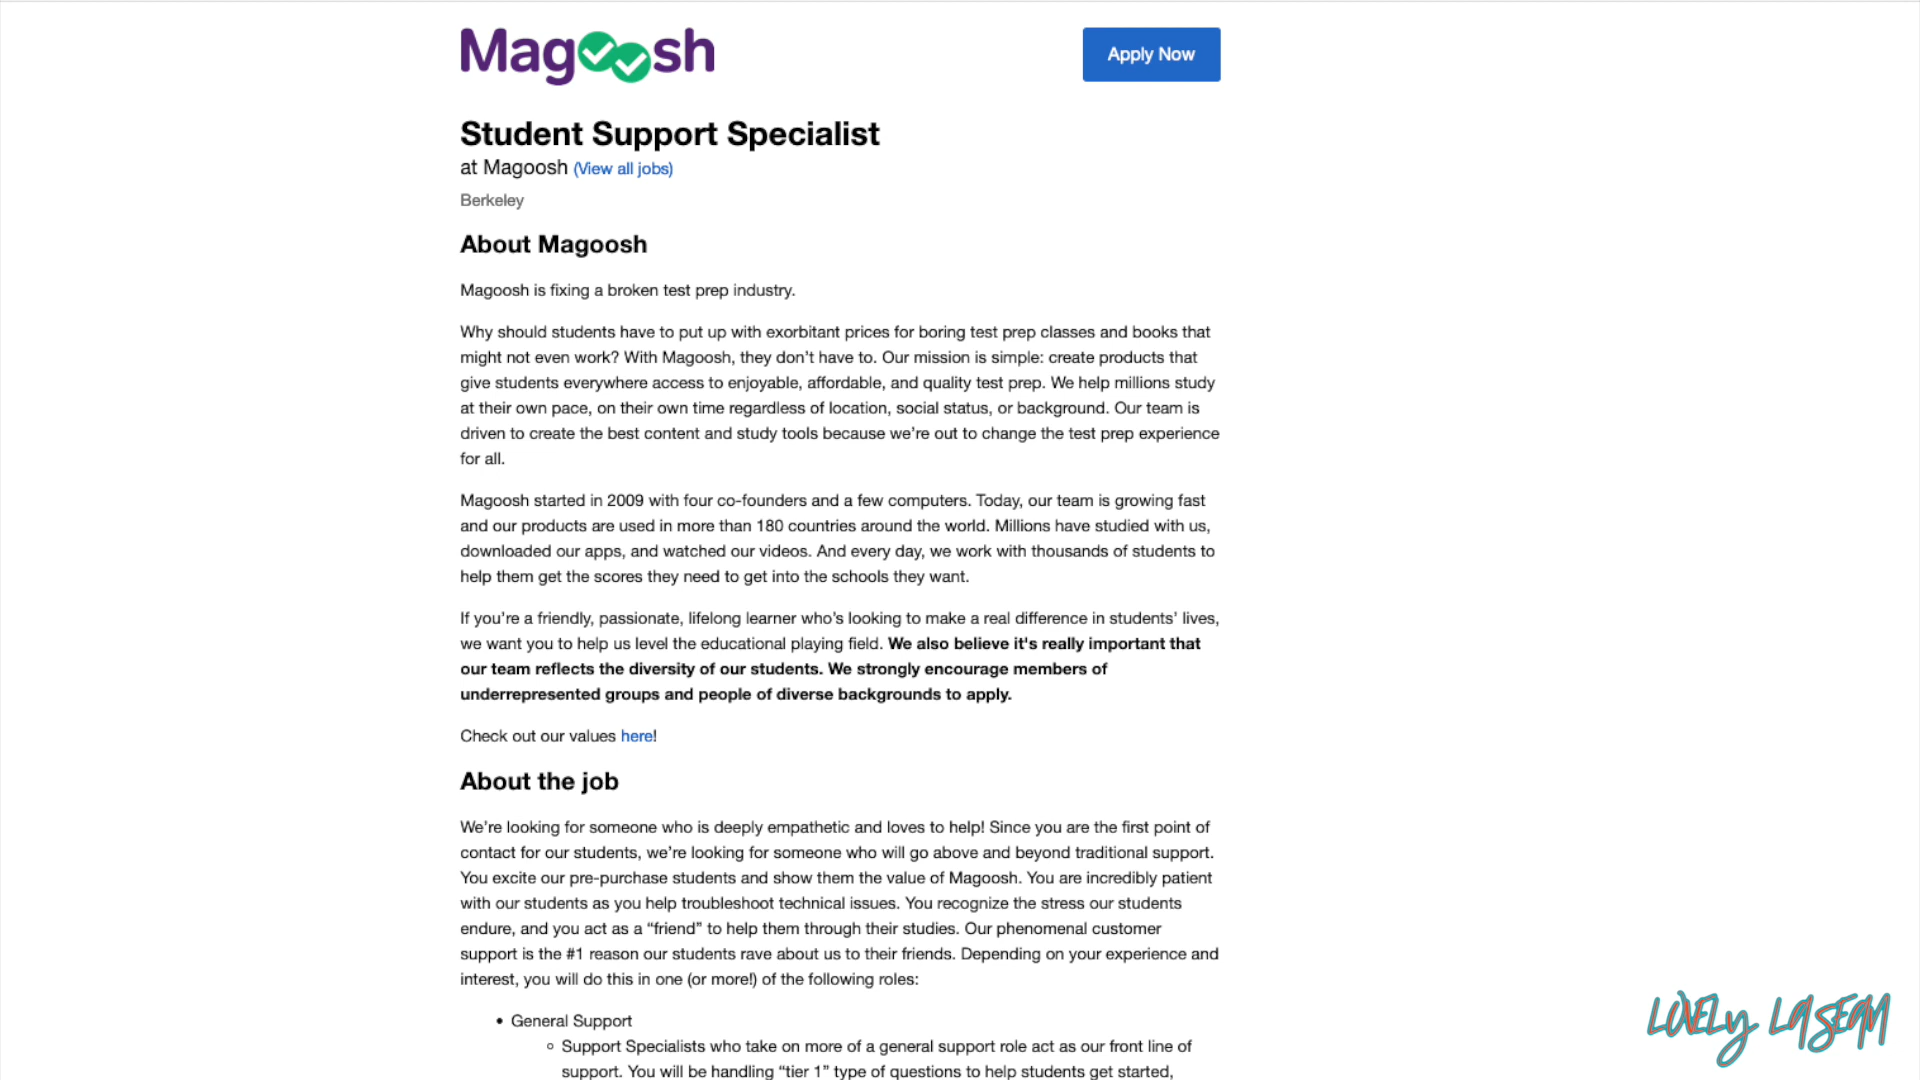 Magoosh
Apply Now
Student Support Specialist
at Magoosh (View all jobs)
Berkeley
About Magoosh
Magoosh is fixing a broken test prep industry.
Why should students have to put up with exorbitant prices for boring test prep classes and books that
might not even work? With Magoosh, they don’t have to. Our mission is simple: create products that
give students everywhere access to enjoyable, affordable, and quality test prep. We help millions study
at their own pace, on their own time regardless of location, social status, or background. Our team is
driven to create the best content and study tools because we’re out to change the test prep experience
for all.
Magoosh started in 2009 with four co-founders and a few computers. Today, our team is growing fast
and our products are used in more than 180 countries around the world. Millions have studied with us,
downloaded our apps, and watched our videos. And every day, we work with thousands of students to
help them get the scores they need to get into the schools they want.
If you’re a friendly, passionate, lifelong learner who’s looking to make a real difference in students’ lives,
we want you to help us level the educational playing field. We also believe it's really important that
our team reflects the diversity of our students. We strongly encourage members of
underrepresented groups and people of diverse backgrounds to apply.
Check out our values here!
About the job
We’re looking for someone who is deeply empathetic and loves to help! Since you are the first point of
contact for our students, we’re looking for someone who will go above and beyond traditional support.
You excite our pre-purchase students and show them the value of Magoosh. You are incredibly patient
with our students as you help troubleshoot technical issues. You recognize the stress our students
endure, and you act as a “friend” to help them through their studies. Our phenomenal customer
support is the #1 reason our students rave about us to their friends. Depending on your experience and
interest, you will do this in one (or more!) of the following roles:
• General Support
◦ Support Specialists who take on more of a general support role act as our front line of
support. You will be handling “tier 1” type of questions to help students get started,
LOVELy LASEAN